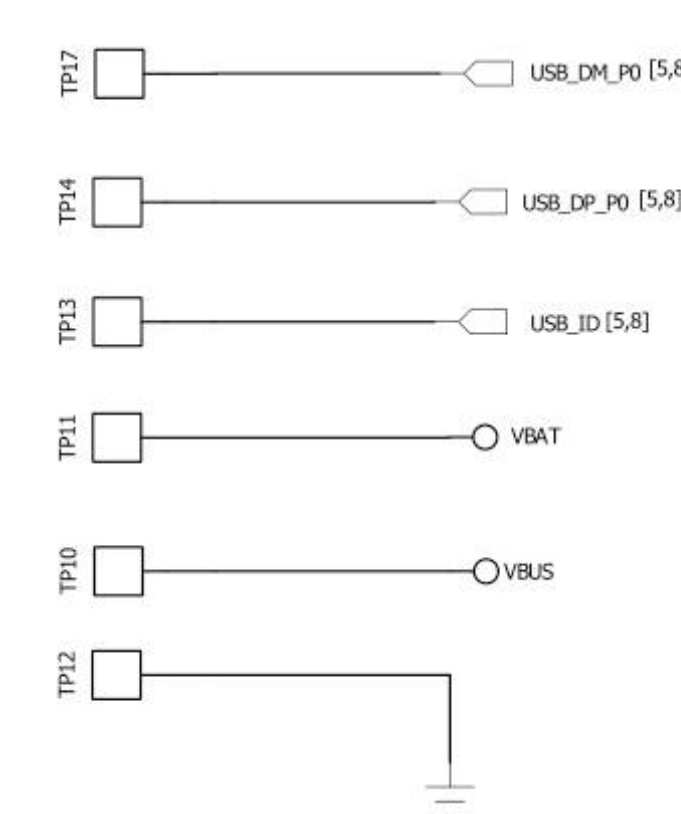 TP17
USB_DM_P0 [5,8
TP14
USB_DP_P0 [5,8]
TP13
USB_ID [5,8]
TP11
VBAT
TP10
VBUS
TP12